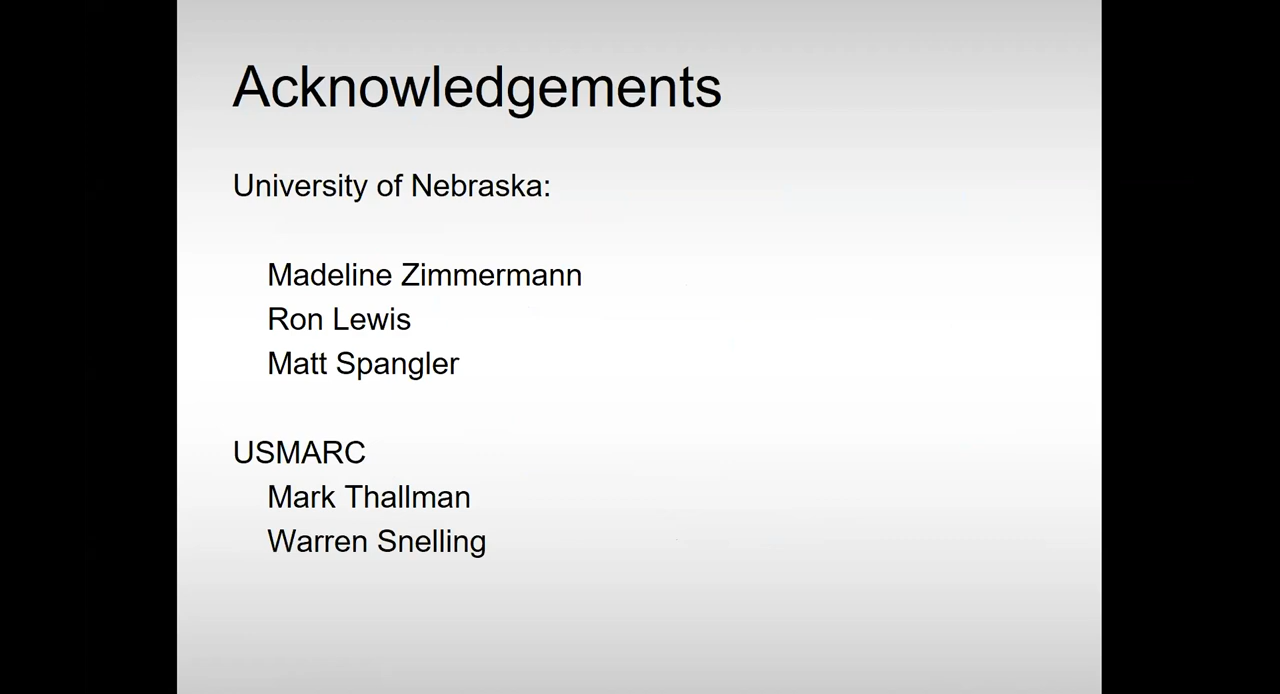 Acknowledgements
University of Nebraska:
Madeline Zimmermann
Ron Lewis
Matt Spangler
USMARC
Mark Thallman
Warren Snelling